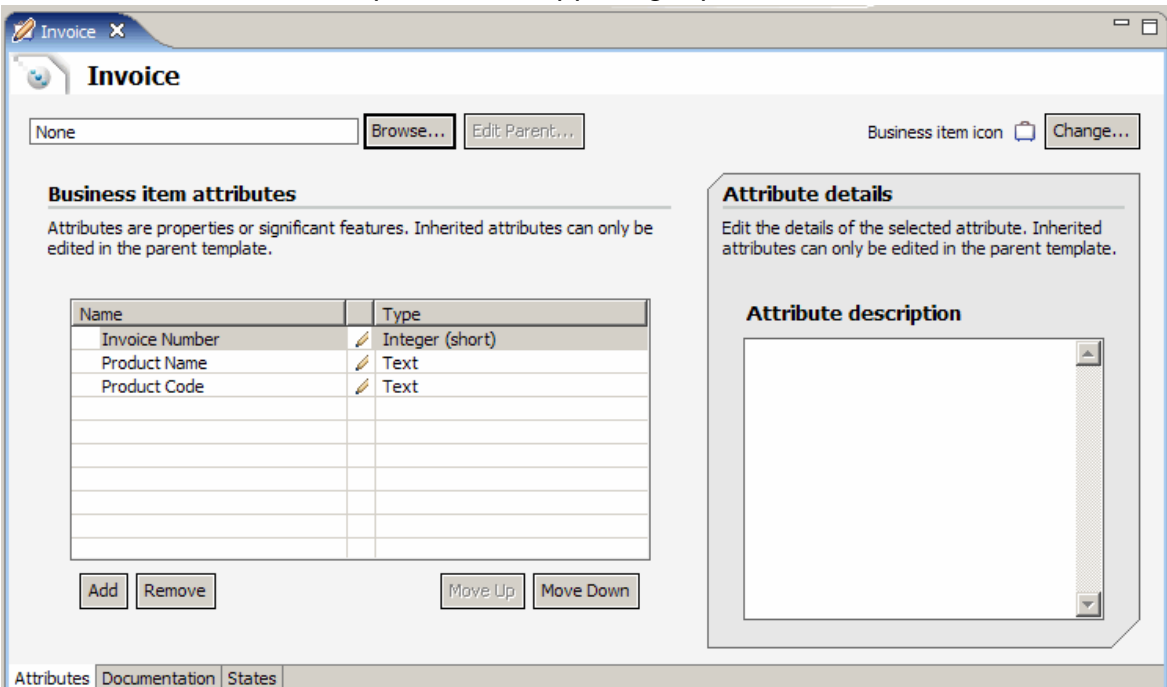 Invoice
Invoice
None
Browse...
Edit Parent...
Business item icon
Change...
Business item attributes
Attributes are properties or significant features. Inherited attributes can only be
edited in the parent template.
Name Type
Invoice Number Integer (short)
Product Name Text
Product Code Text
Add
Remove
Move Up
Move Down
Attribute details
Edit the details of the selected attribute. Inherited
attributes can only be edited in the parent template.
Attribute description
Attributes Documentation States